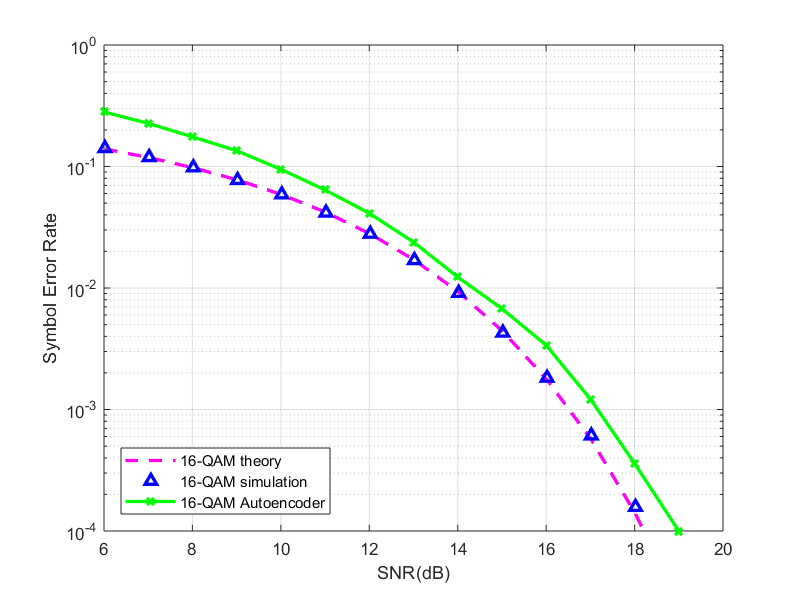 10^0
10^-1
10^-2
10^-3
10^-4
Symbol Error Rate
16-QAM theory
16-QAM simulation
16-QAM Autoencoder
6 8 10 12 14 16 18 20
SNR(dB)